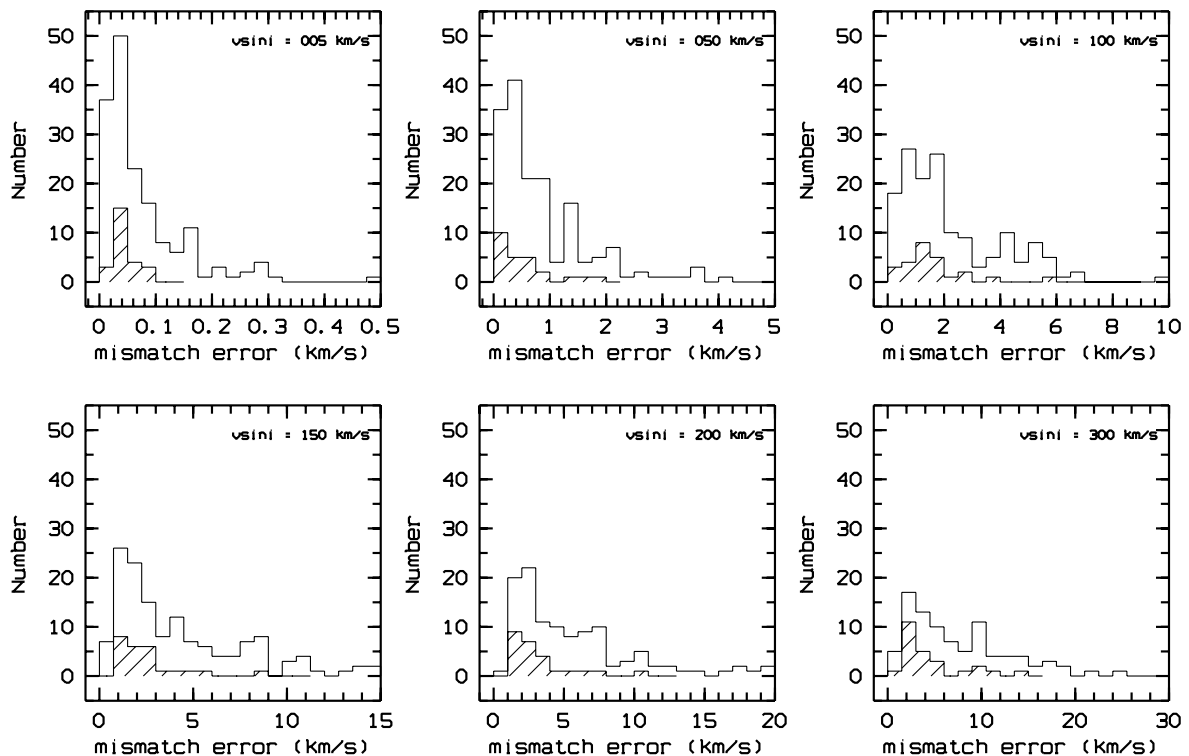 vsini = 005 km/s
50
40
30
20
10
0
Number
0 0.1 0.2 0.3 0.4 0.5
mismatch error (km/s)
vsini = 050 km/s
50
40
30
20
10
0
Number
0 1 2 3 4 5
mismatch error (km/s)
vsini = 100 km/s
50
40
30
20
10
0
Number
0 2 4 6 8 10
mismatch error (km/s)
vsini = 150 km/s
50
40
30
20
10
0
Number
0 5 10 15
mismatch error (km/s)
vsini = 200 km/s
50
40
30
20
10
0
Number
0 5 10 15 20
mismatch error (km/s)
vsini = 300 km/s
50
40
30
20
10
0
Number
0 10 20 30
mismatch error (km/s)